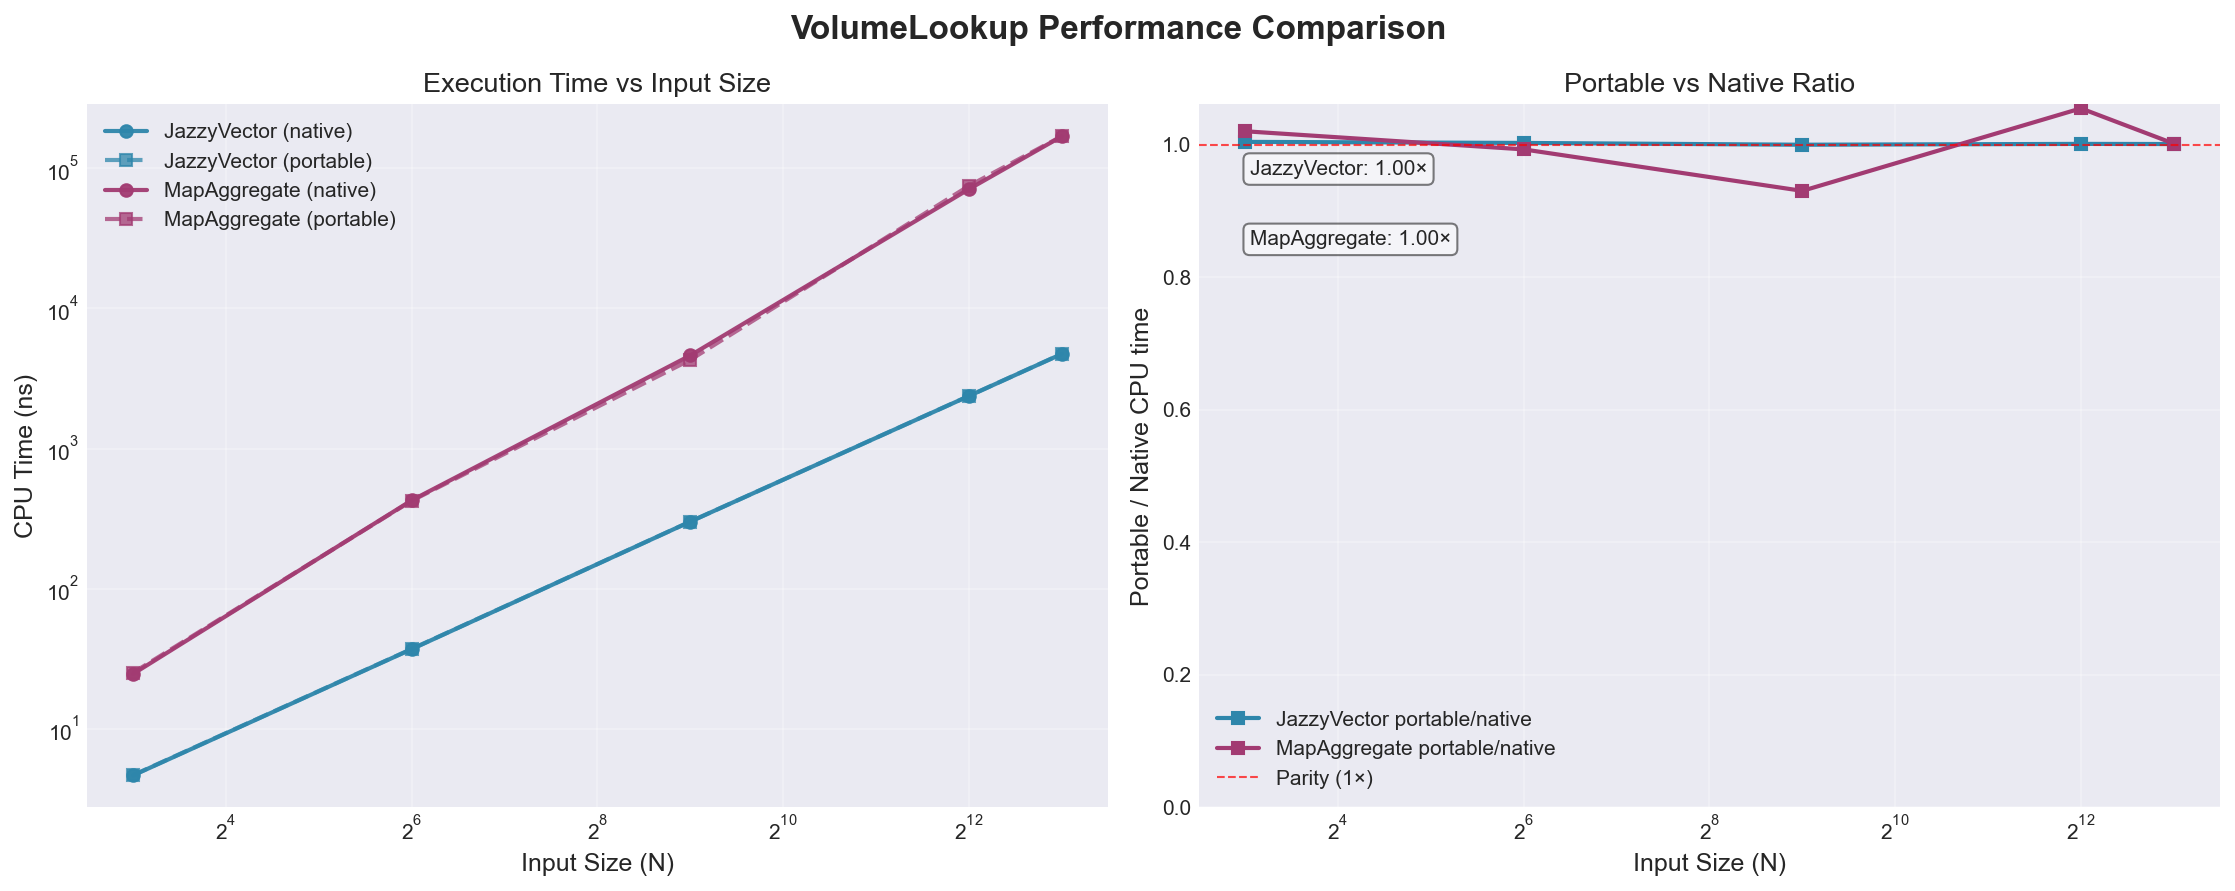 VolumeLookup Performance Comparison
Execution Time vs Input Size
JazzyVector (native)
JazzyVector (portable)
MapAggregate (native)
MapAggregate (portable)
10^5
10^4
10^3
10^2
10^1
CPU Time (ns)
2^4
2^6
2^8
2^10
2^12
Input Size (N)
Portable vs Native Ratio
JazzyVector: 1.00×
MapAggregate: 1.00×
1.0
0.8
0.6
0.4
0.2
0.0
Portable / Native CPU time
JazzyVector portable/native
MapAggregate portable/native
Parity (1×)
2^4
2^6
2^8
2^10
2^12
Input Size (N)